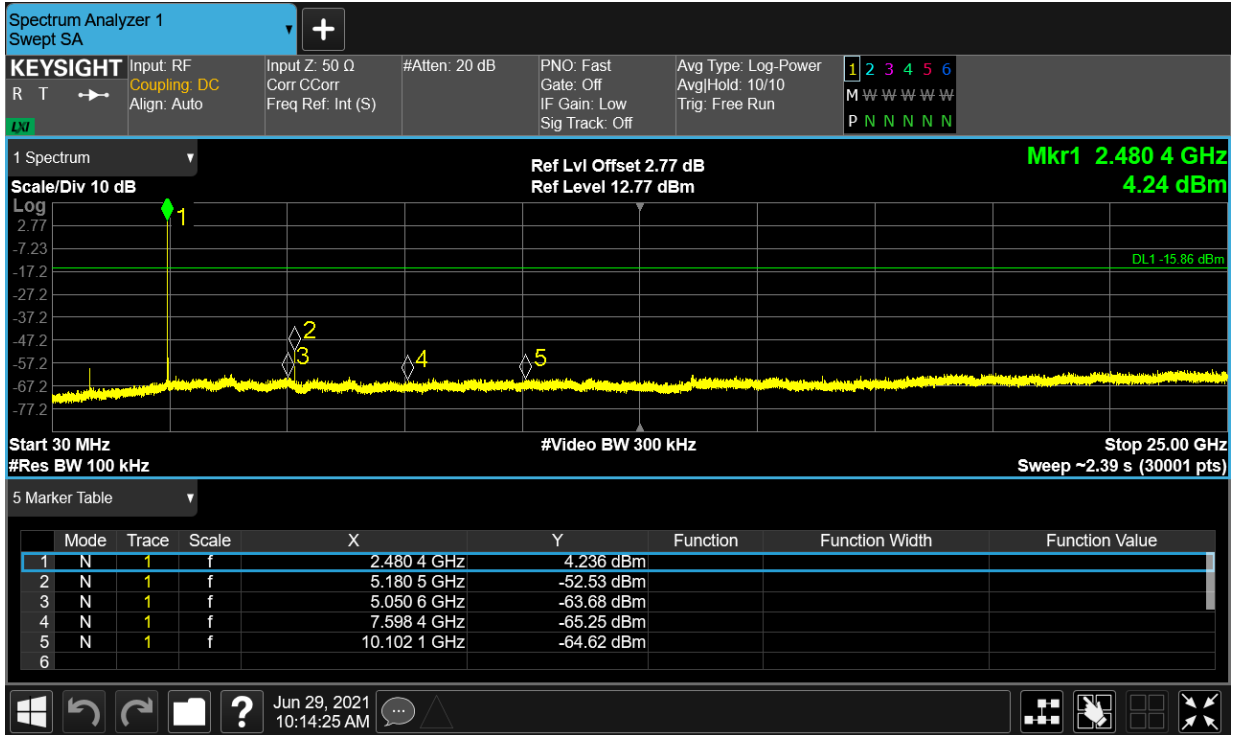 Spectrum Analyzer 1
Swept SA
KEYSIGHT
R T
LXI
Input: RF
Coupling: DC
Align: Auto
Input Z: 50 Ω
Corr CCorr
Freq Ref: Int (S)
#Atten: 20 dB
PNO: Fast
Gate: Off
IF Gain: Low
Sig Track: Off
Avg Type: Log-Power
Avg|Hold: 10/10
Trig: Free Run
1 2 3 4 5 6
M W W W W W
P N N N N N
1 Spectrum
Scale/Div 10 dB
Ref Lvl Offset 2.77 dB
Ref Level 12.77 dBm
Mkr1 2.480 4 GHz
4.24 dBm
Log
2.77
-7.23
-17.2
-27.2
-37.2
-47.2
-57.2
-67.2
-77.2
1
DL1 -15.86 dBm
2
3
4
5
Start 30 MHz
#Video BW 300 kHz
Stop 25.00 GHz
#Res BW 100 kHz
Sweep ~2.39 s (30001 pts)
5 Marker Table
Mode Trace Scale X Y Function Function Width Function Value
1 N 1 f 2.480 4 GHz 4.236 dBm
2 N 1 f 5.180 5 GHz -52.53 dBm
3 N 1 f 5.050 6 GHz -63.68 dBm
4 N 1 f 7.598 4 GHz -65.25 dBm
5 N 1 f 10.102 1 GHz -64.62 dBm
6
?
Jun 29, 2021
10:14:25 AM